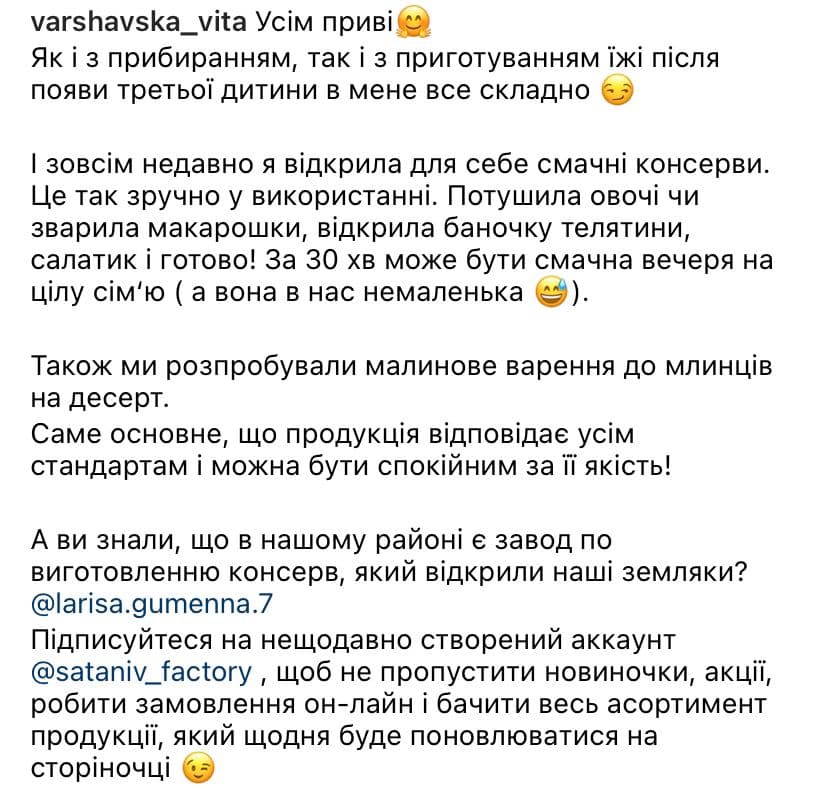 varshavska_vita Усім приві🤗
Як і з прибиранням, так і з приготуванням їжі після
появи третьої дитини в мене все складно 😏
І зовсім недавно я відкрила для себе смачні консерви.
Це так зручно у використанні. Потушила овочі чи
зварила макарошки, відкрила баночку телятини,
салатик і готово! За 30 хв може бути смачна вечеря на
цілу сім‘ю ( а вона в нас немаленька 😅).
Також ми розпробували малинове варення до млинців
на десерт.
Саме основне, що продукція відповідає усім
стандартам і можна бути спокійним за її якість!
А ви знали, що в нашому районі є завод по
виготовленню консерв, який відкрили наші земляки?
@larisa.gumenna.7
Підписуйтеся на нещодавно створений аккаунт
@sataniv_factory , щоб не пропустити новиночки, акції,
робити замовлення он-лайн і бачити весь асортимент
продукції, який щодня буде поновлюватися на
сторіночці 😉